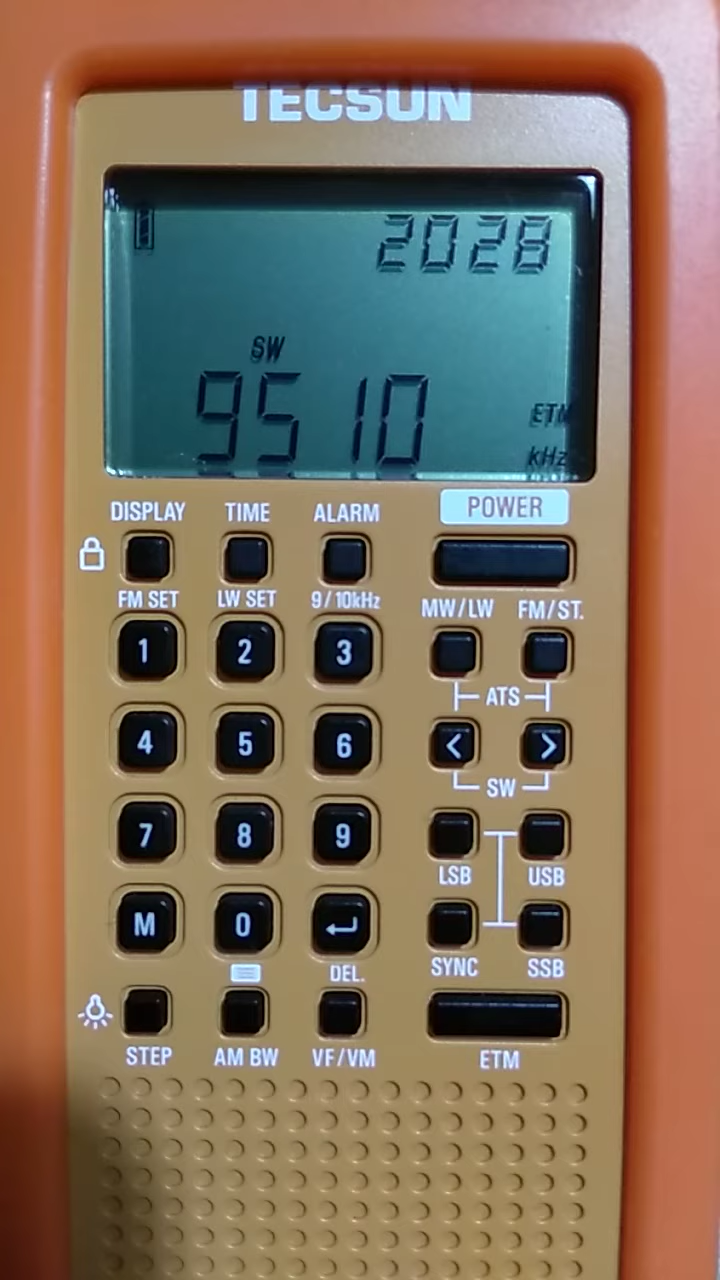 TECSUN
2028
SW
9510
ETM
kHz
DISPLAY TIME ALARM POWER
FM SET LW SET 9/10kHz MW/LW FM/ST.
1 2 3
ATS
4 5 6 < >
SW
7 8 9
LSB USB
M 0
DEL. SYNC SSB
STEP AM BW VF/VM ETM